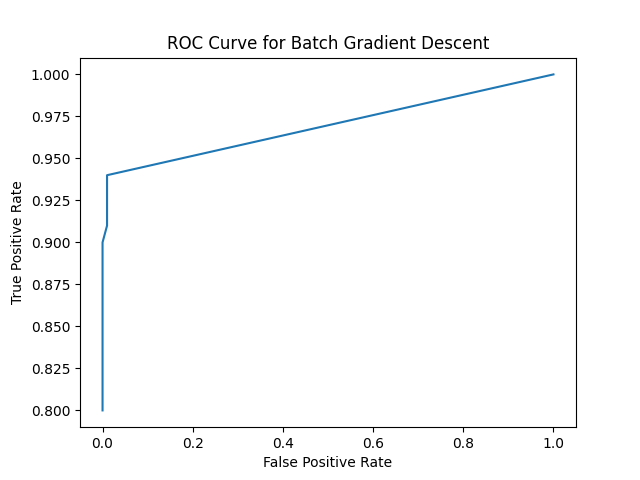 ROC Curve for Batch Gradient Descent
1.000
0.975
0.950
0.925
0.900
0.875
0.850
0.825
0.800
True Positive Rate
0.0 0.2 0.4 0.6 0.8 1.0
False Positive Rate